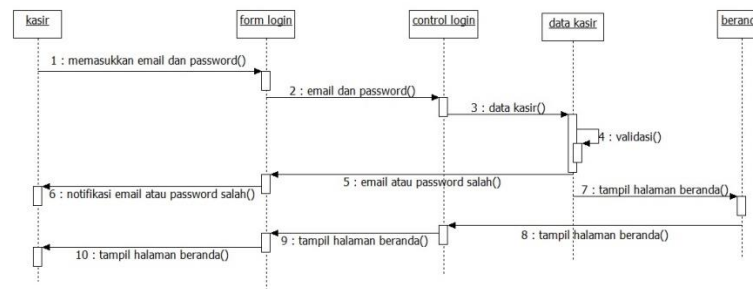 kasir
form login
control login
data kasir
berand
1 : memasukkan email dan password()
2 : email dan password()
3 : data kasir()
4 : validasi()
5 : email atau password salah()
6 : notifikasi email atau password salah()
7 : tampil halaman beranda()
8 : tampil halaman beranda()
9 : tampil halaman beranda()
10 : tampil halaman beranda()